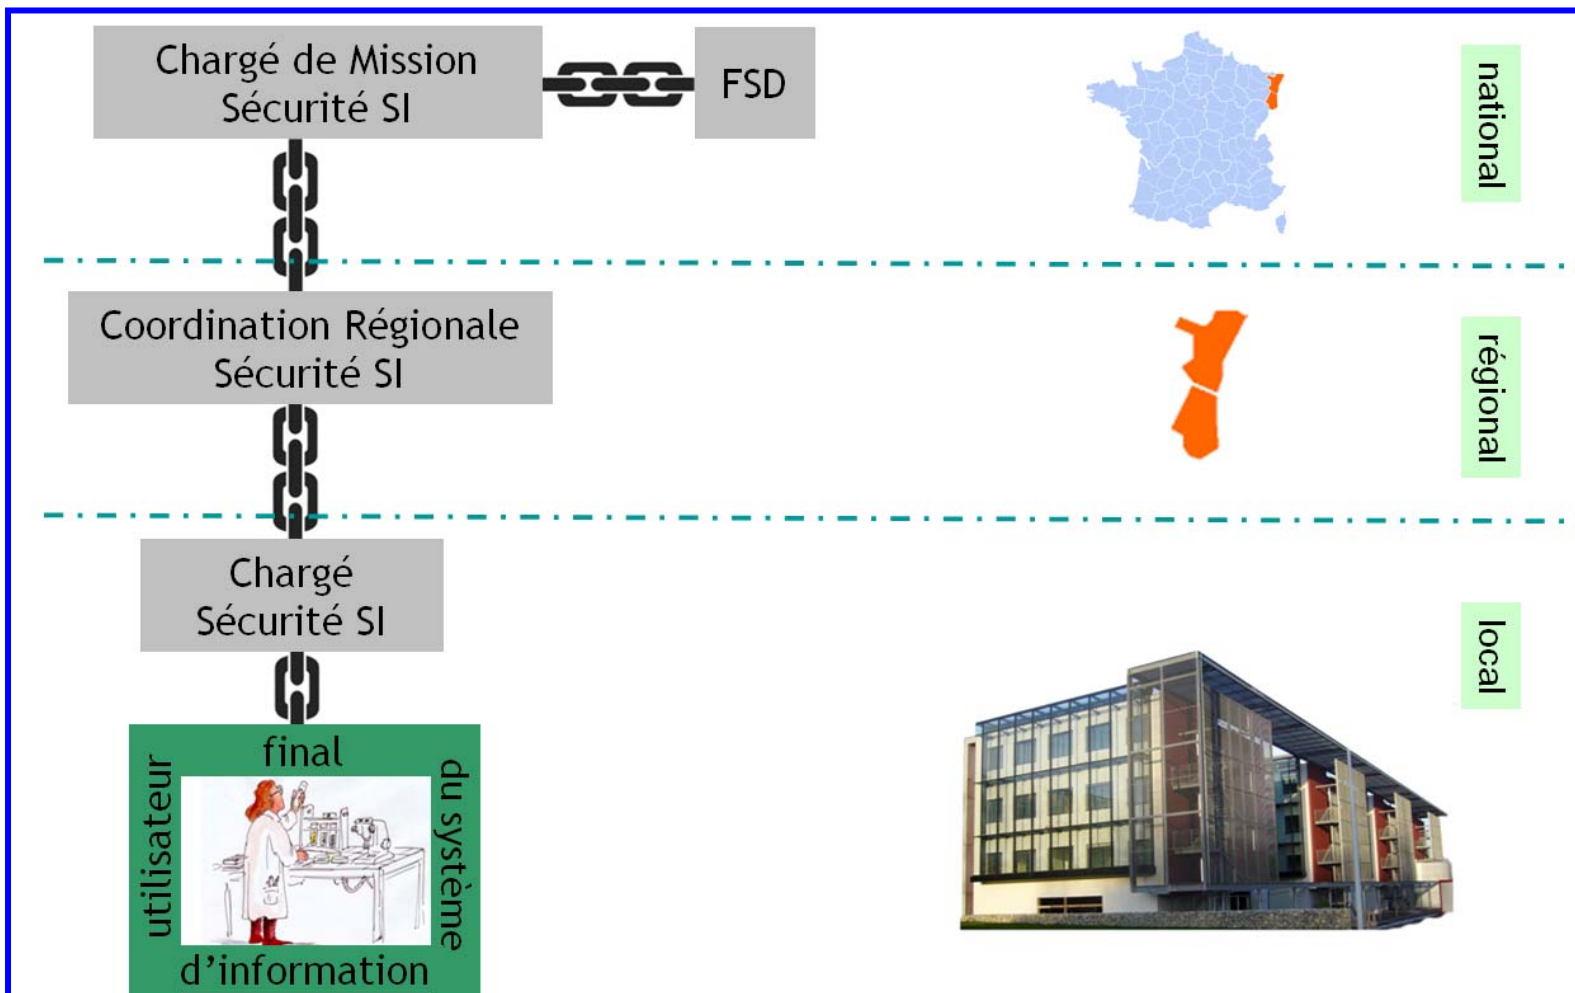 Chargé de Mission
Sécurité SI
FSD
national
Coordination Régionale
Sécurité SI
régional
Chargé
Sécurité SI
local
utilisateur
final
du système
d'information